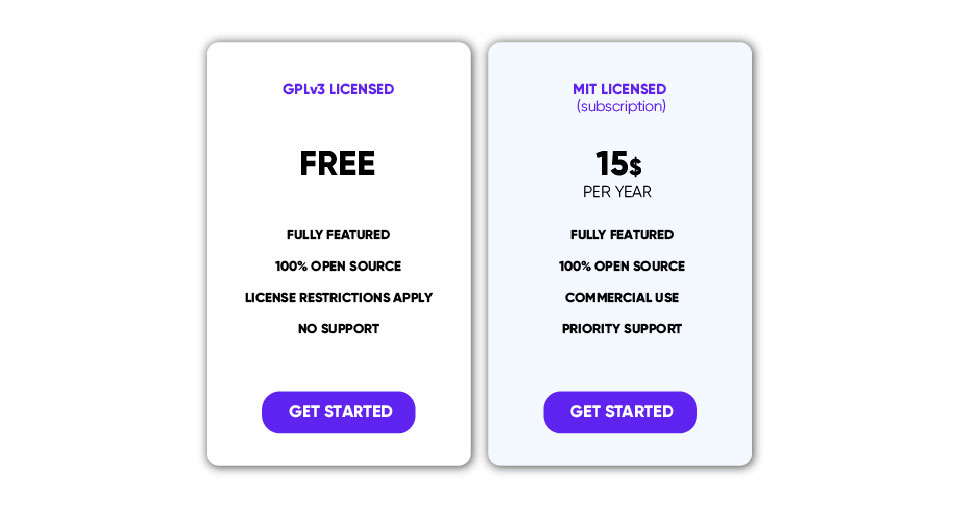 GPLv3 LICENSED
FREE
FULLY FEATURED
100% OPEN SOURCE
LICENSE RESTRICTIONS APPLY
NO SUPPORT
GET STARTED
MIT LICENSED
(subscription)
15$
PER YEAR
FULLY FEATURED
100% OPEN SOURCE
COMMERCIAL USE
PRIORITY SUPPORT
GET STARTED